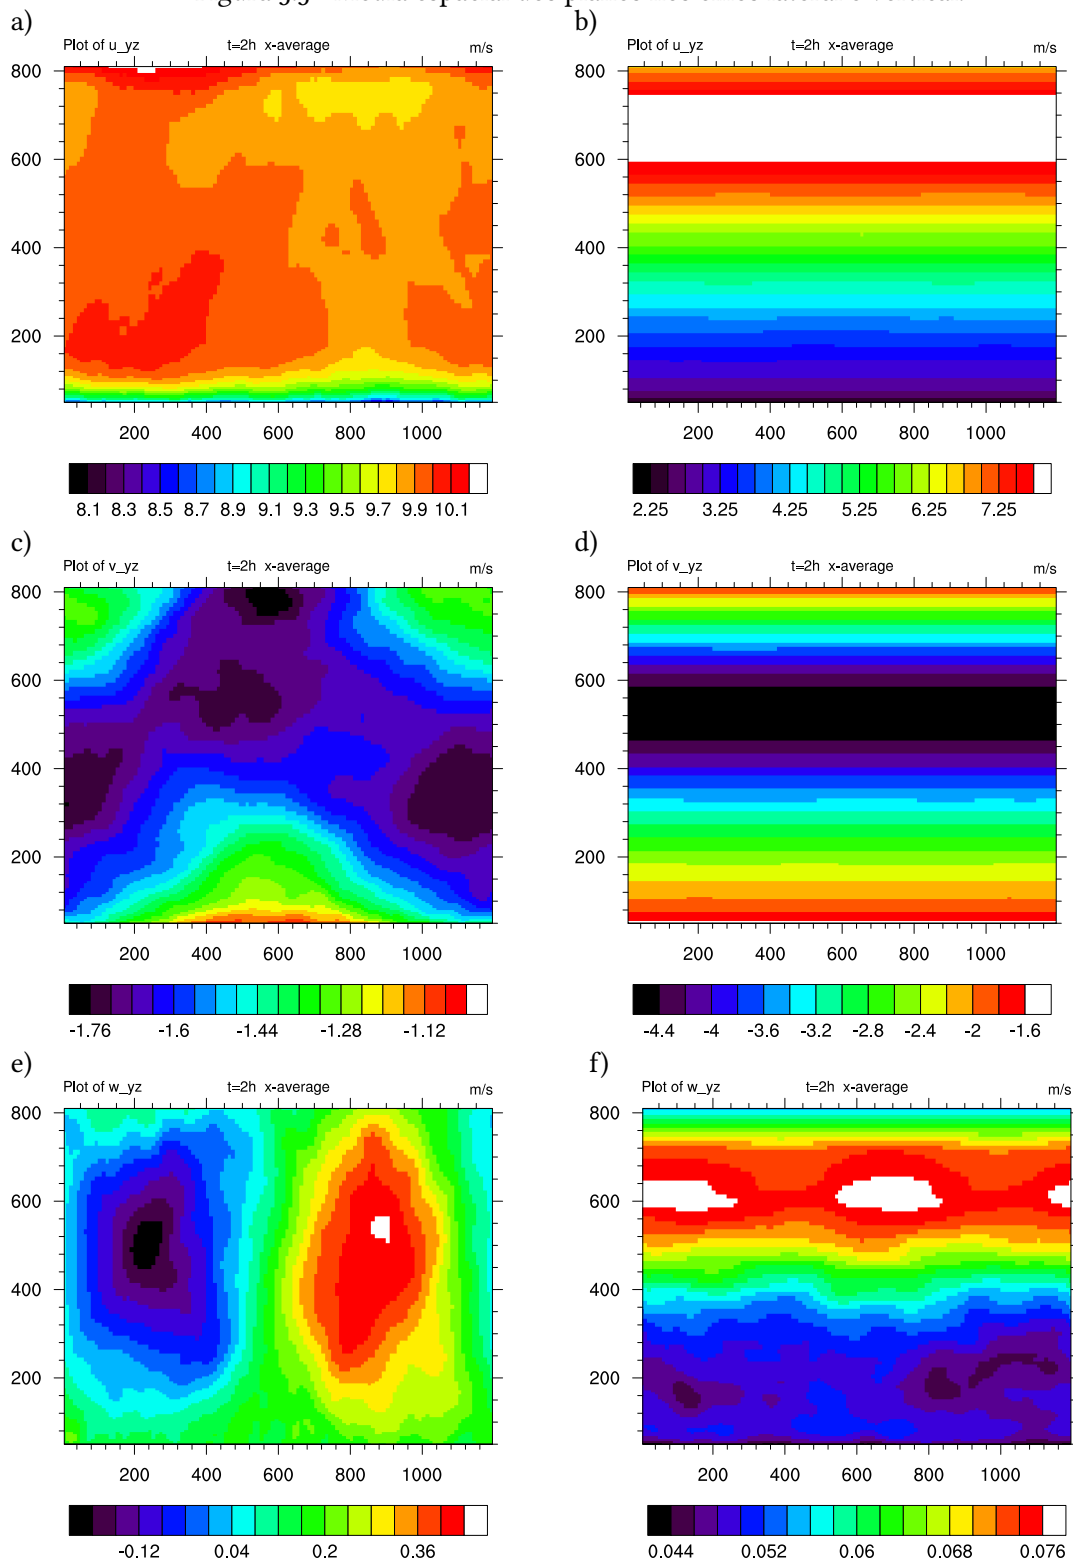 a)
b)
Plot of u_yz t=2h x-average m/s
800
600
400
200
200 400 600 800 1000
8.1 8.3 8.5 8.7 8.9 9.1 9.3 9.5 9.7 9.9 10.1
Plot of u_yz t=2h x-average m/s
800
600
400
200
200 400 600 800 1000
2.25 3.25 4.25 5.25 6.25 7.25
c)
d)
Plot of v_yz t=2h x-average m/s
800
600
400
200
200 400 600 800 1000
-1.76 -1.6 -1.44 -1.28 -1.12
Plot of v_yz t=2h x-average m/s
800
600
400
200
200 400 600 800 1000
-4.4 -4 -3.6 -3.2 -2.8 -2.4 -2 -1.6
e)
f)
Plot of w_yz t=2h x-average m/s
800
600
400
200
200 400 600 800 1000
-0.12 0.04 0.2 0.36
Plot of w_yz t=2h x-average m/s
800
600
400
200
200 400 600 800 1000
0.044 0.052 0.06 0.068 0.076